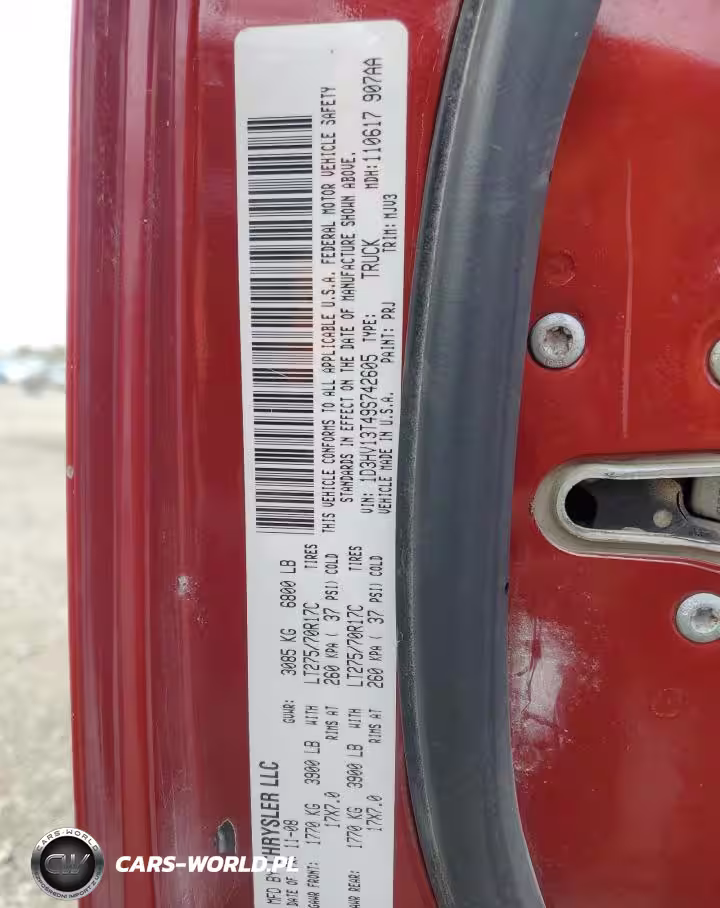 MFD BY CHRYSLER LLC
DATE OF 11-08 GVWR: 3085 KG 6800 LB
GAWR FRONT: 1770 KG 3900 LB WITH LT275/70R17C TIRES
17X7.0 RIMS AT 260 KPA ( 37 PSI) COLD
GAWR REAR: 1770 KG 3900 LB WITH LT275/70R17C TIRES
17X7.0 RIMS AT 260 KPA ( 37 PSI) COLD
THIS VEHICLE CONFORMS TO ALL APPLICABLE U.S.A. FEDERAL MOTOR VEHICLE SAFETY
STANDARDS IN EFFECT ON THE DATE OF MANUFACTURE SHOWN ABOVE.
VIN: 1D3HV13T49S742605 TYPE: TRUCK MDH: 110617 907AA
VEHICLE MADE IN U.S.A. PAINT: PRJ TRIM: MJV3
CW
CARS-WORLD.PL